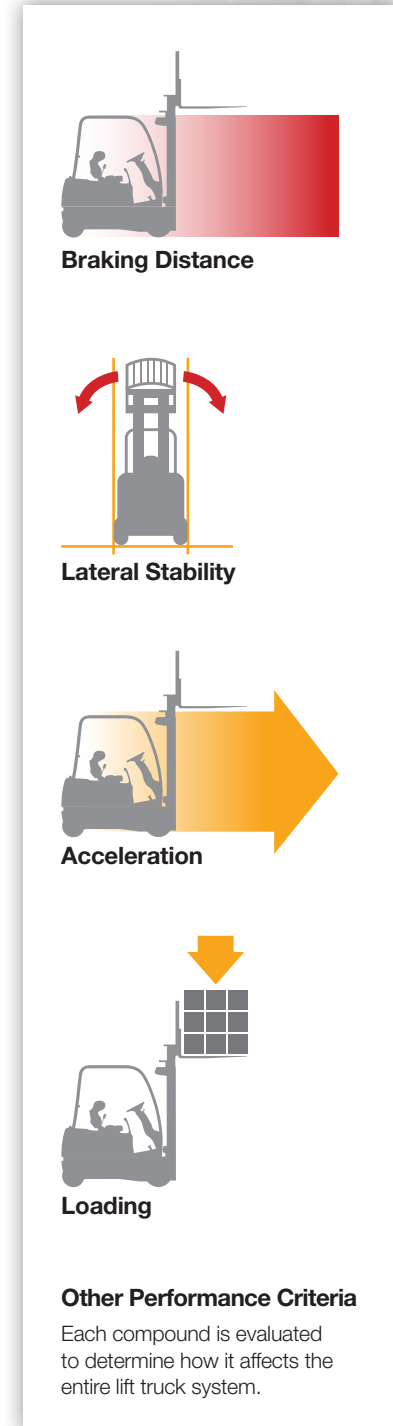 Braking Distance
Lateral Stability
Acceleration
Loading
Other Performance Criteria
Each compound is evaluated
to determine how it affects the
entire lift truck system.